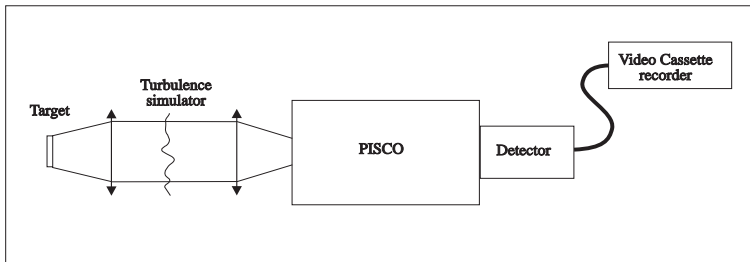 Video Cassette
recorder
Turbulence
simulator
Target
PISCO
Detector